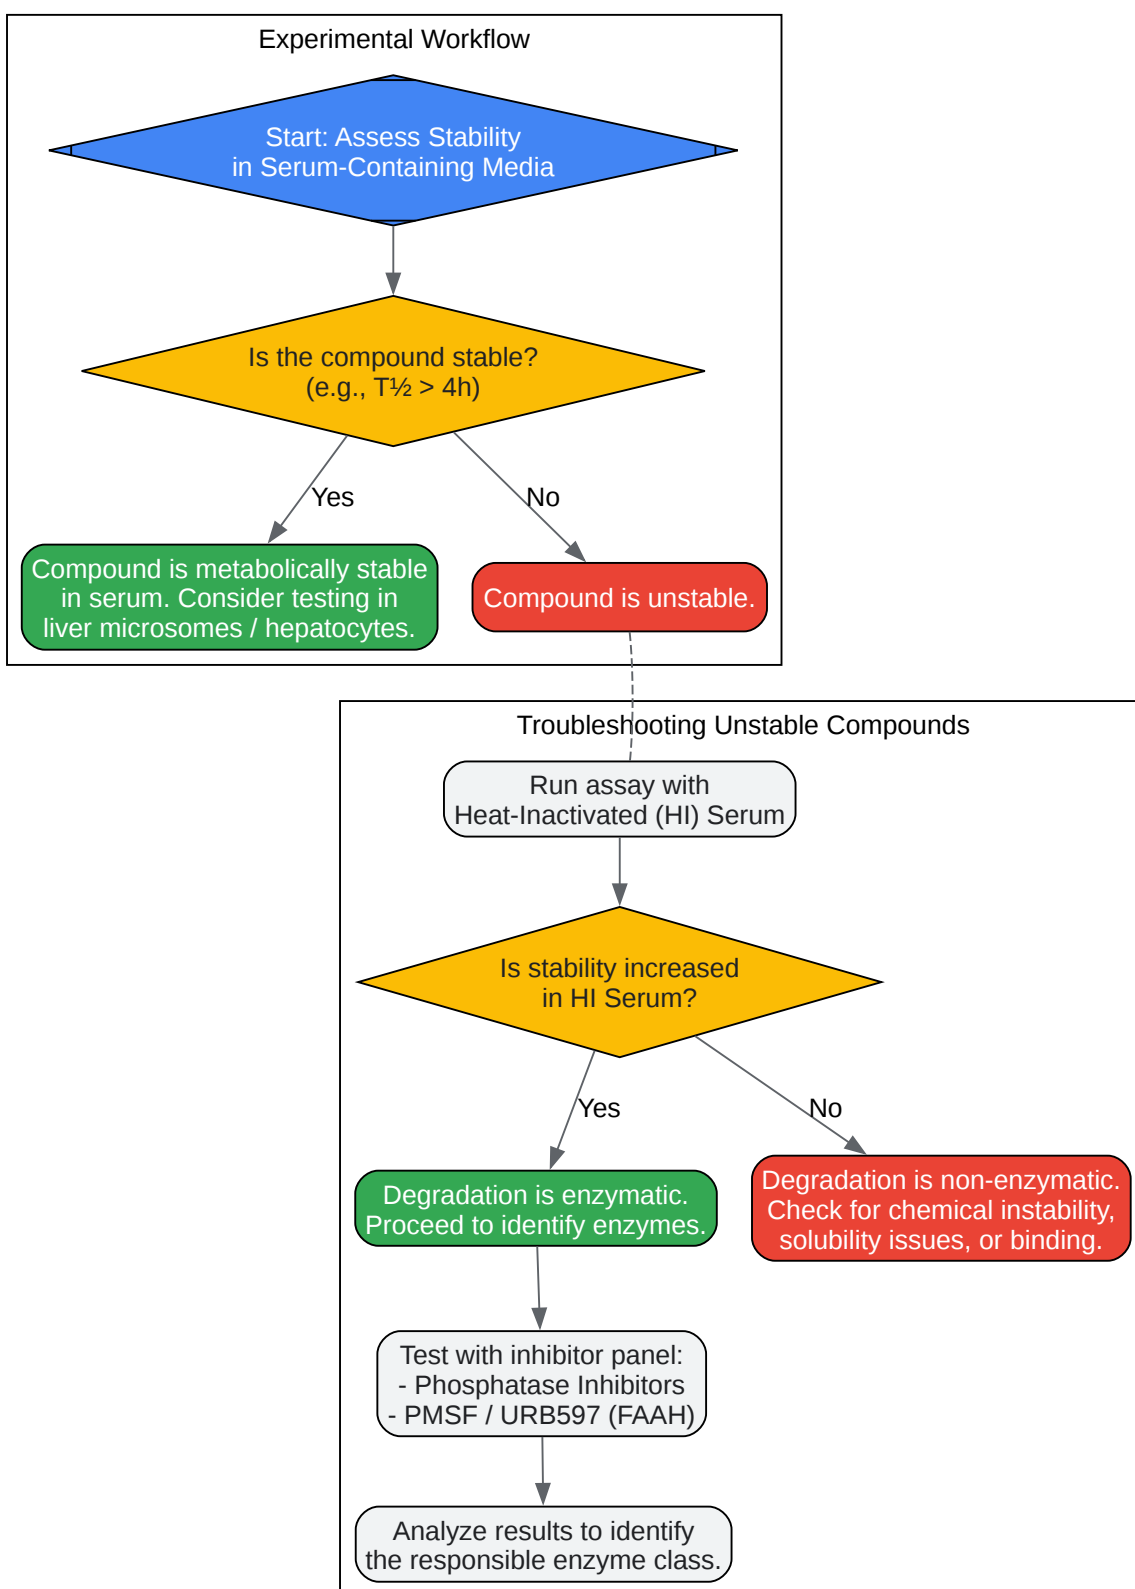 Experimental Workflow
Start: Assess Stability
in Serum-Containing Media
Is the compound stable?
(e.g., T½ > 4h)
Yes
No
Compound is metabolically stable
in serum. Consider testing in
liver microsomes / hepatocytes.
Compound is unstable.
Troubleshooting Unstable Compounds
Run assay with
Heat-Inactivated (HI) Serum
Is stability increased
in HI Serum?
Yes
No
Degradation is enzymatic.
Proceed to identify enzymes.
Degradation is non-enzymatic.
Check for chemical instability,
solubility issues, or binding.
Test with inhibitor panel:
- Phosphatase Inhibitors
- PMSF / URB597 (FAAH)
Analyze results to identify
the responsible enzyme class.